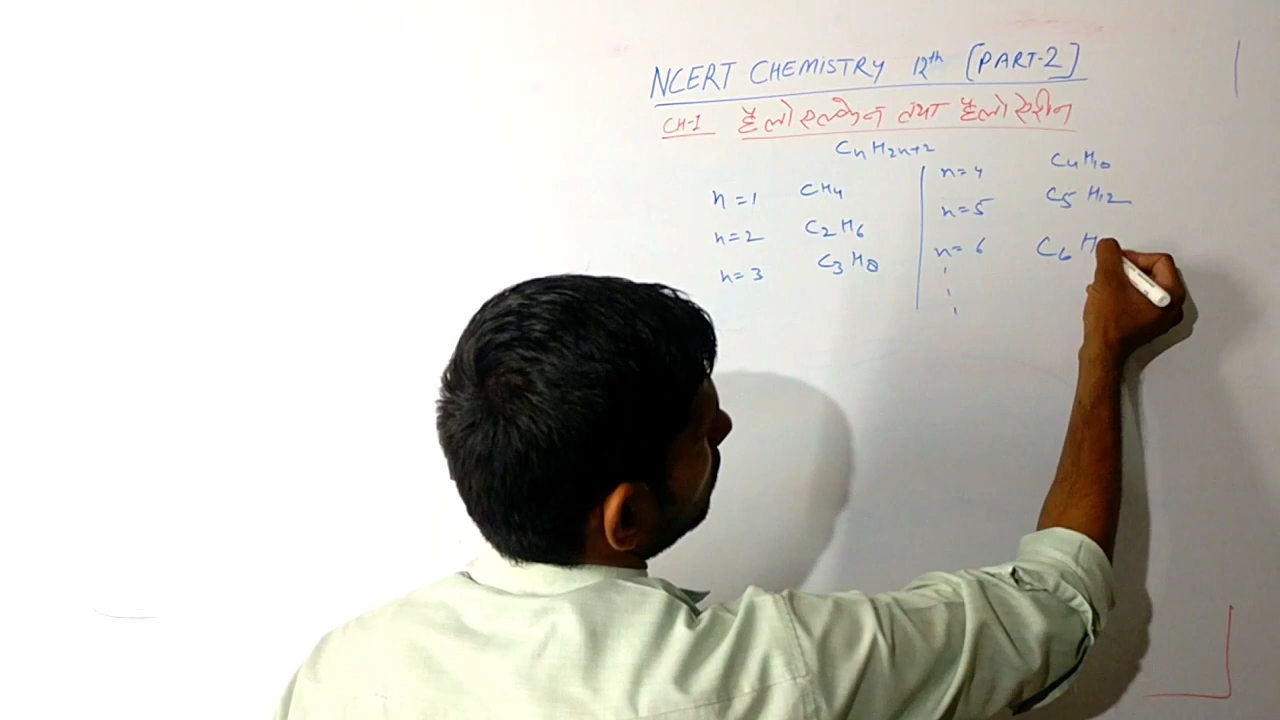 NCERT CHEMISTRY 12th [PART-2]
CH-1 हैलो एल्केन तथा हैलो एरीन
CnH2n+2
n=1 CH4
n=2 C2H6
n=3 C3H8
n=4 C4H10
n=5 C5H12
n=6 C6H